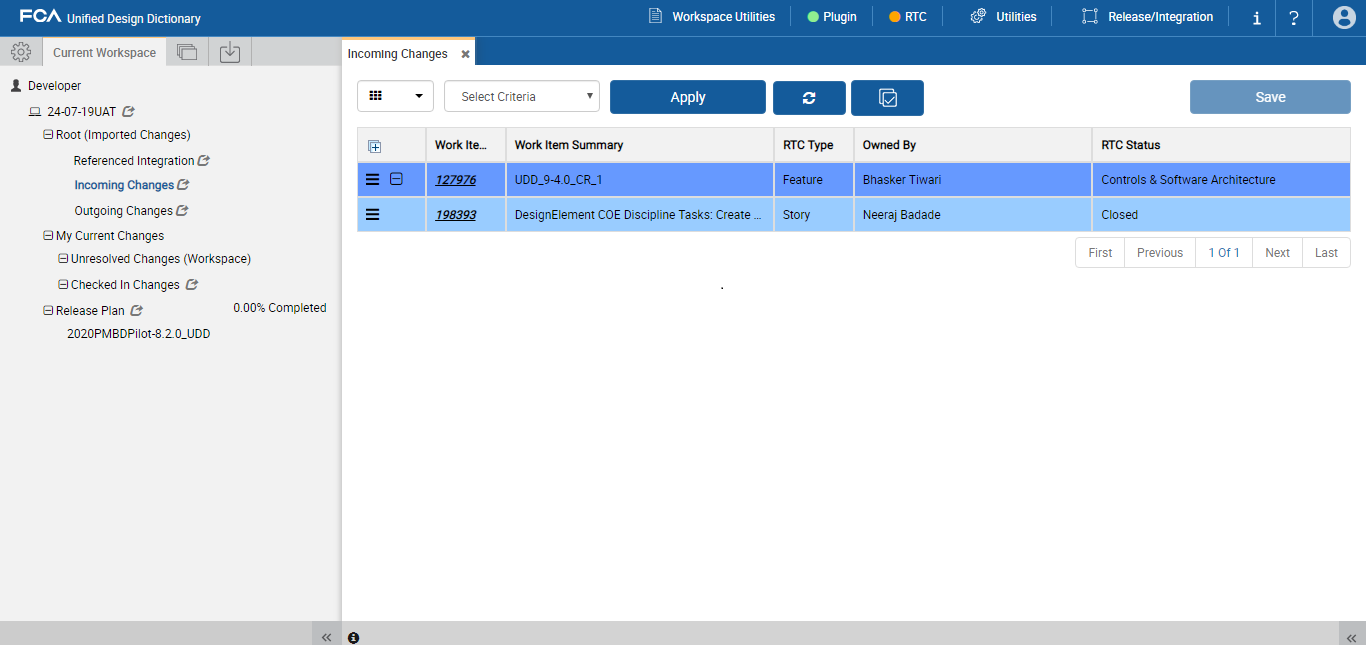 FCA Unified Design Dictionary
Workspace Utilities
Plugin
RTC
Utilities
Release/Integration
i
?
Current Workspace
Incoming Changes
Developer
24-07-19UAT
Root (Imported Changes)
Referenced Integration
Incoming Changes
Outgoing Changes
My Current Changes
Unresolved Changes (Workspace)
Checked In Changes
Release Plan
0.00% Completed
2020PMBDPilot-8.2.0_UDD
Select Criteria
Apply
Save
Work Ite... Work Item Summary RTC Type Owned By RTC Status
127976 UDD_9-4.0_CR_1 Feature Bhasker Tiwari Controls & Software Architecture
198393 DesignElement COE Discipline Tasks: Create ... Story Neeraj Badade Closed
First Previous 1 Of 1 Next Last